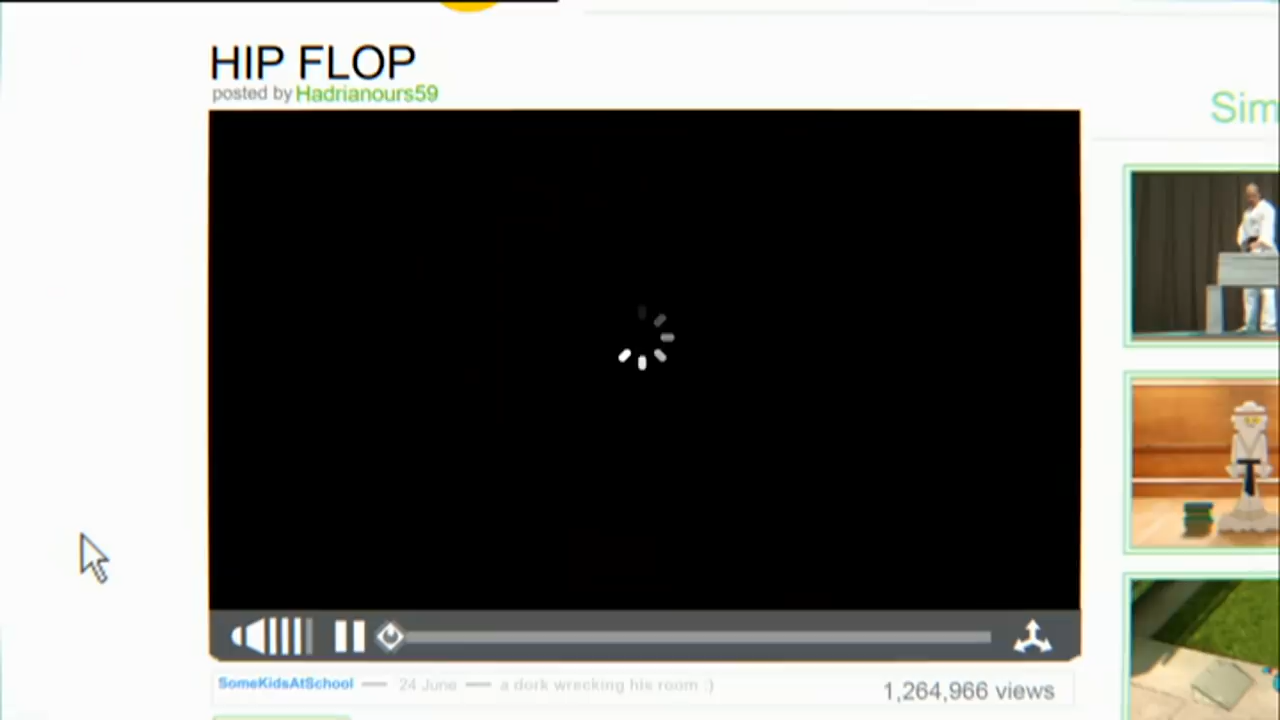 HIP FLOP
posted by Hadrianours59
Sim
SomeKidsAtSchool — 24 June — a dork wrecking his room :)
1,264,966 views